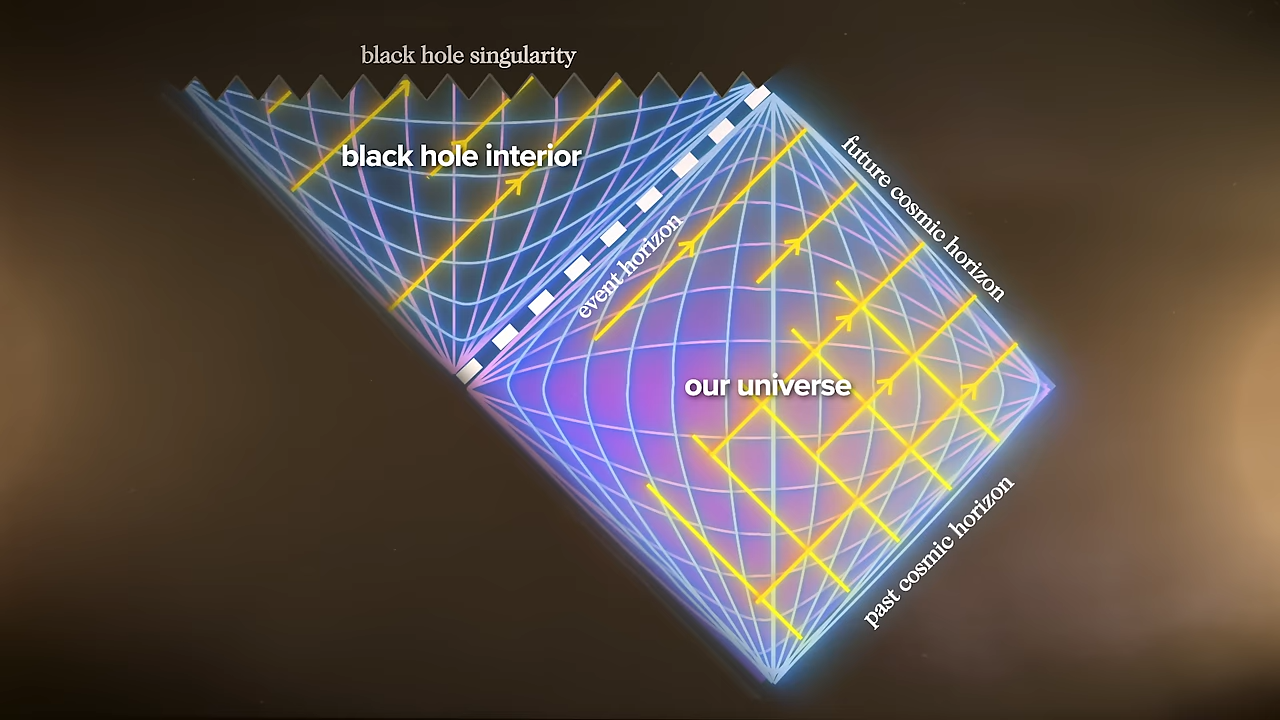 black hole singularity
black hole interior
event horizon
future cosmic horizon
our universe
past cosmic horizon